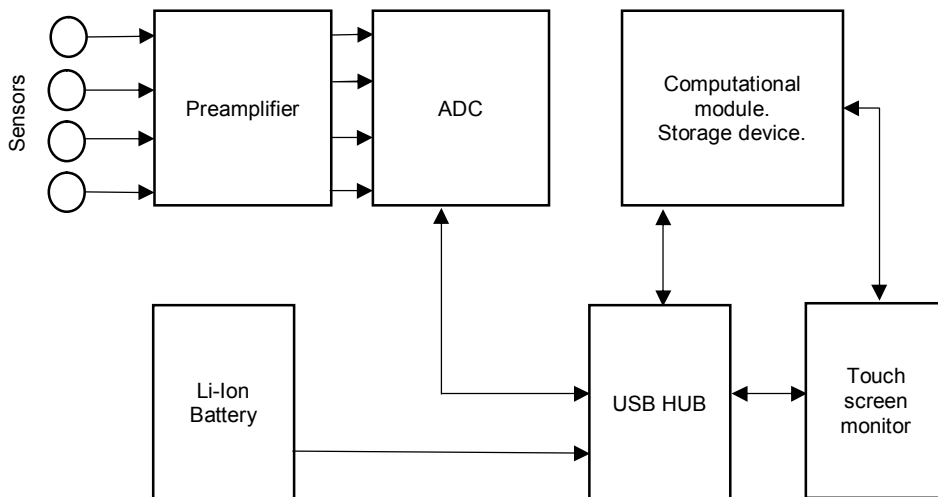 Sensors
Preamplifier
ADC
Computational
module.
Storage device.
Li-Ion
Battery
USB HUB
Touch
screen
monitor